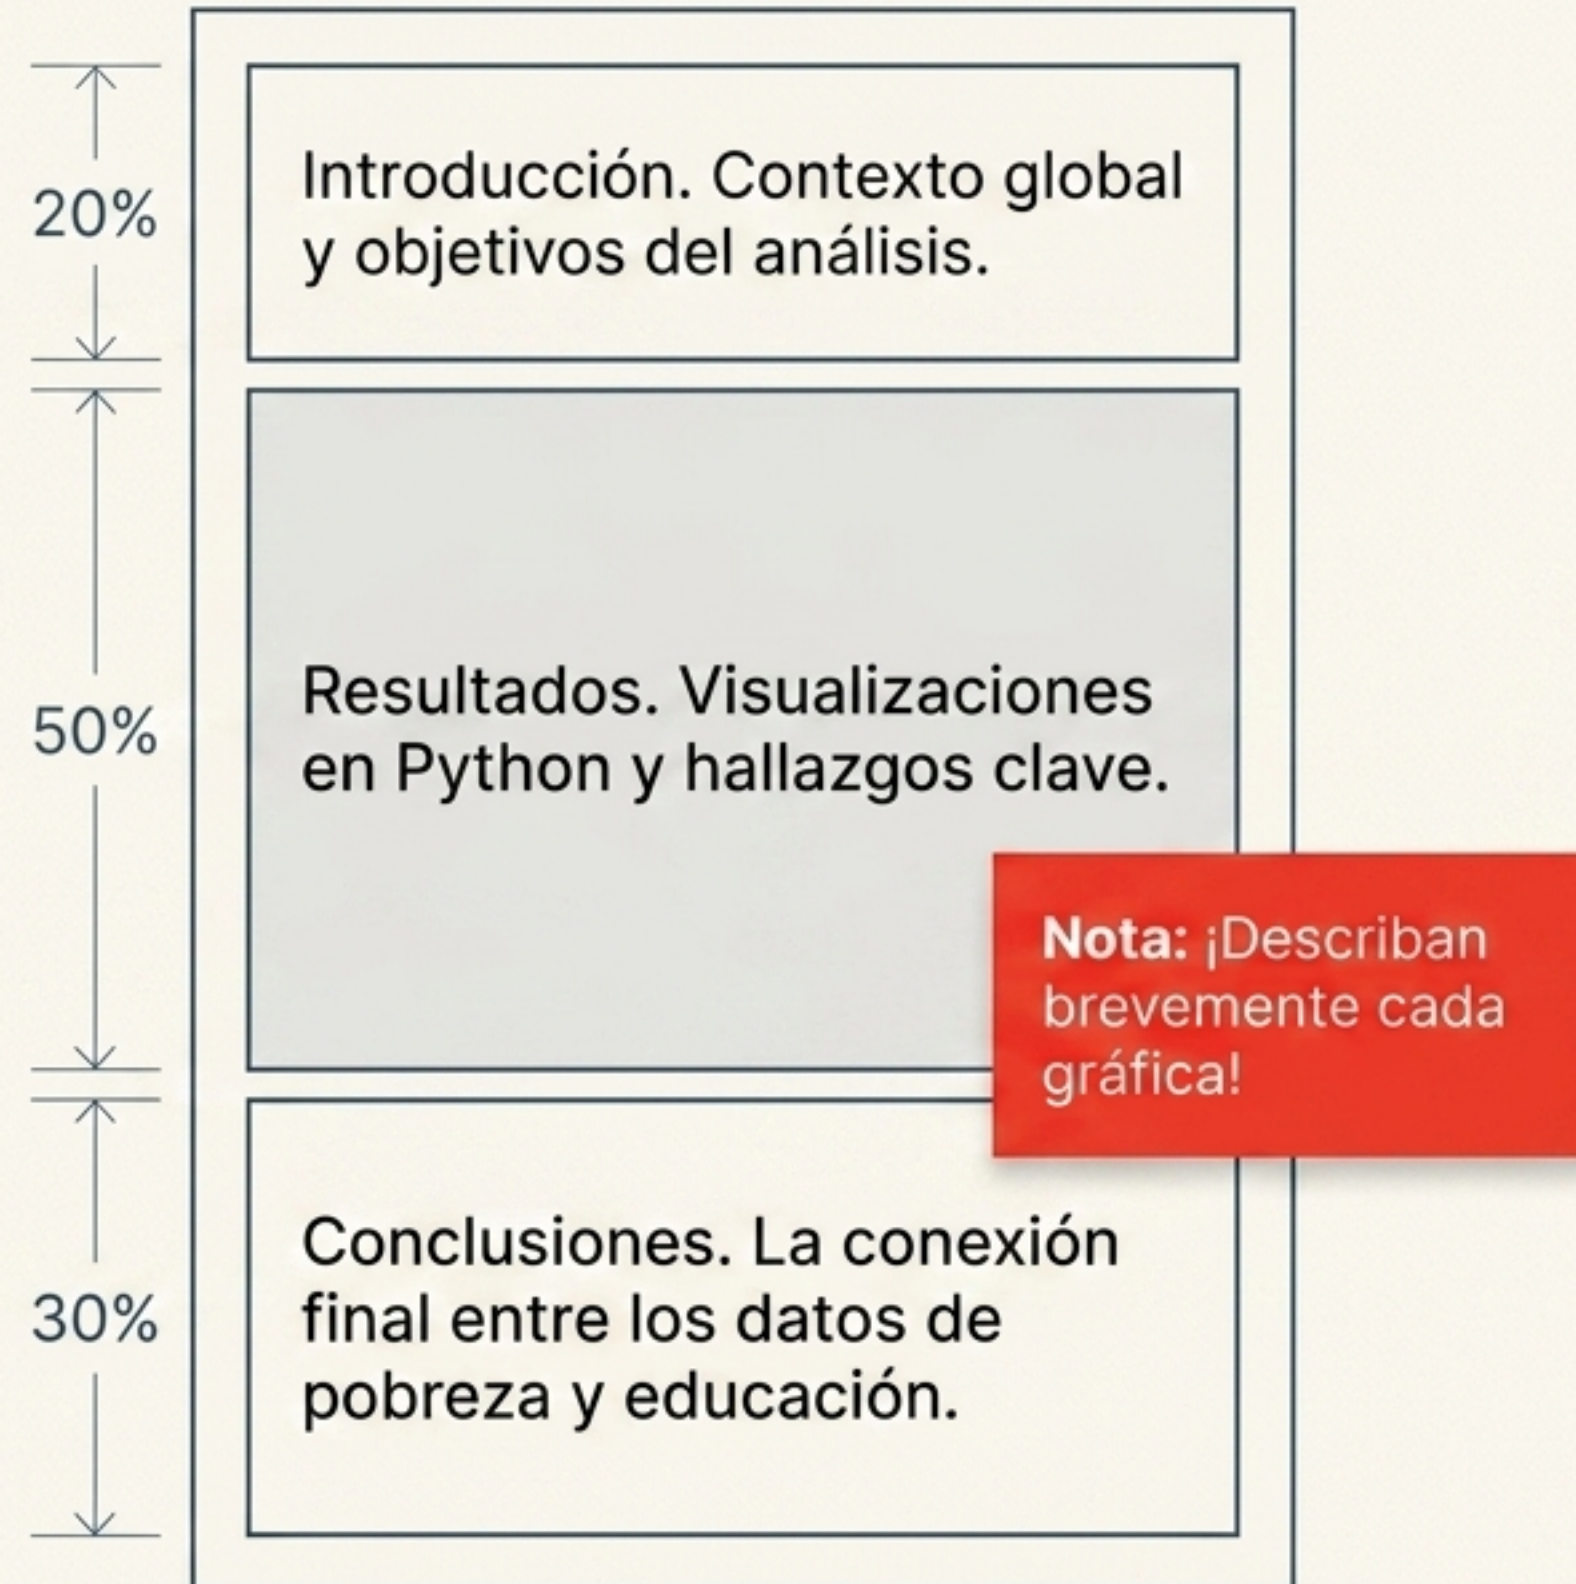 20%
Introducción. Contexto global
y objetivos del análisis.
50%
Resultados. Visualizaciones
en Python y hallazgos clave.
Nota: ¡Describan
brevemente cada
gráfica!
30%
Conclusiones. La conexión
final entre los datos de
pobreza y educación.